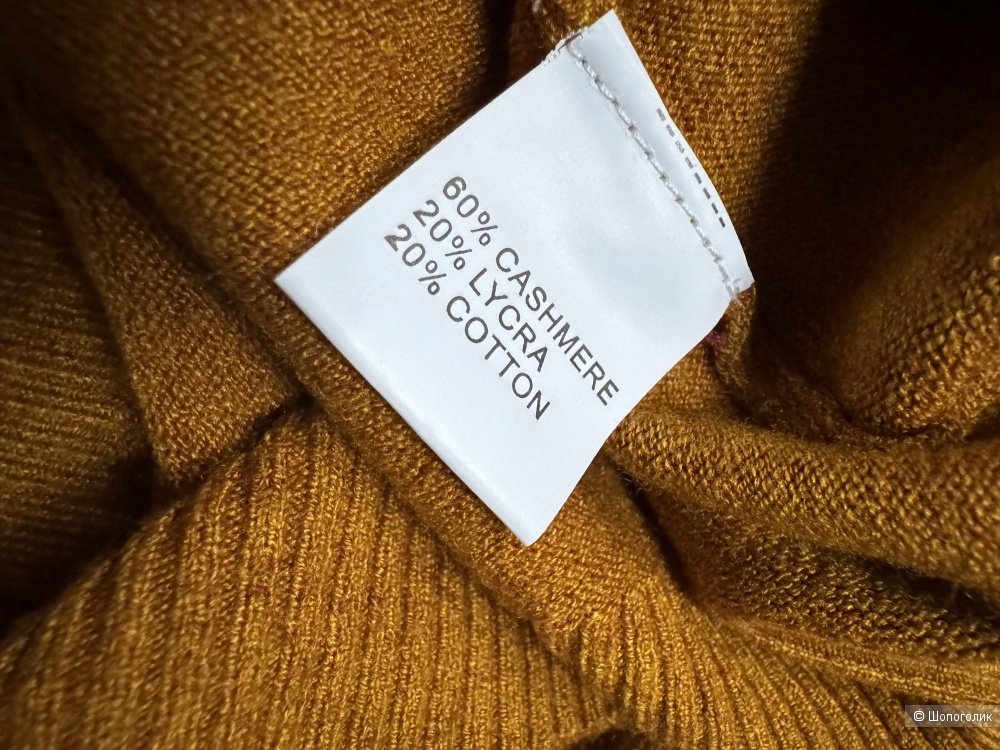 60% CASHMERE
20% LYCRA
20% COTTON
© Шопоголик